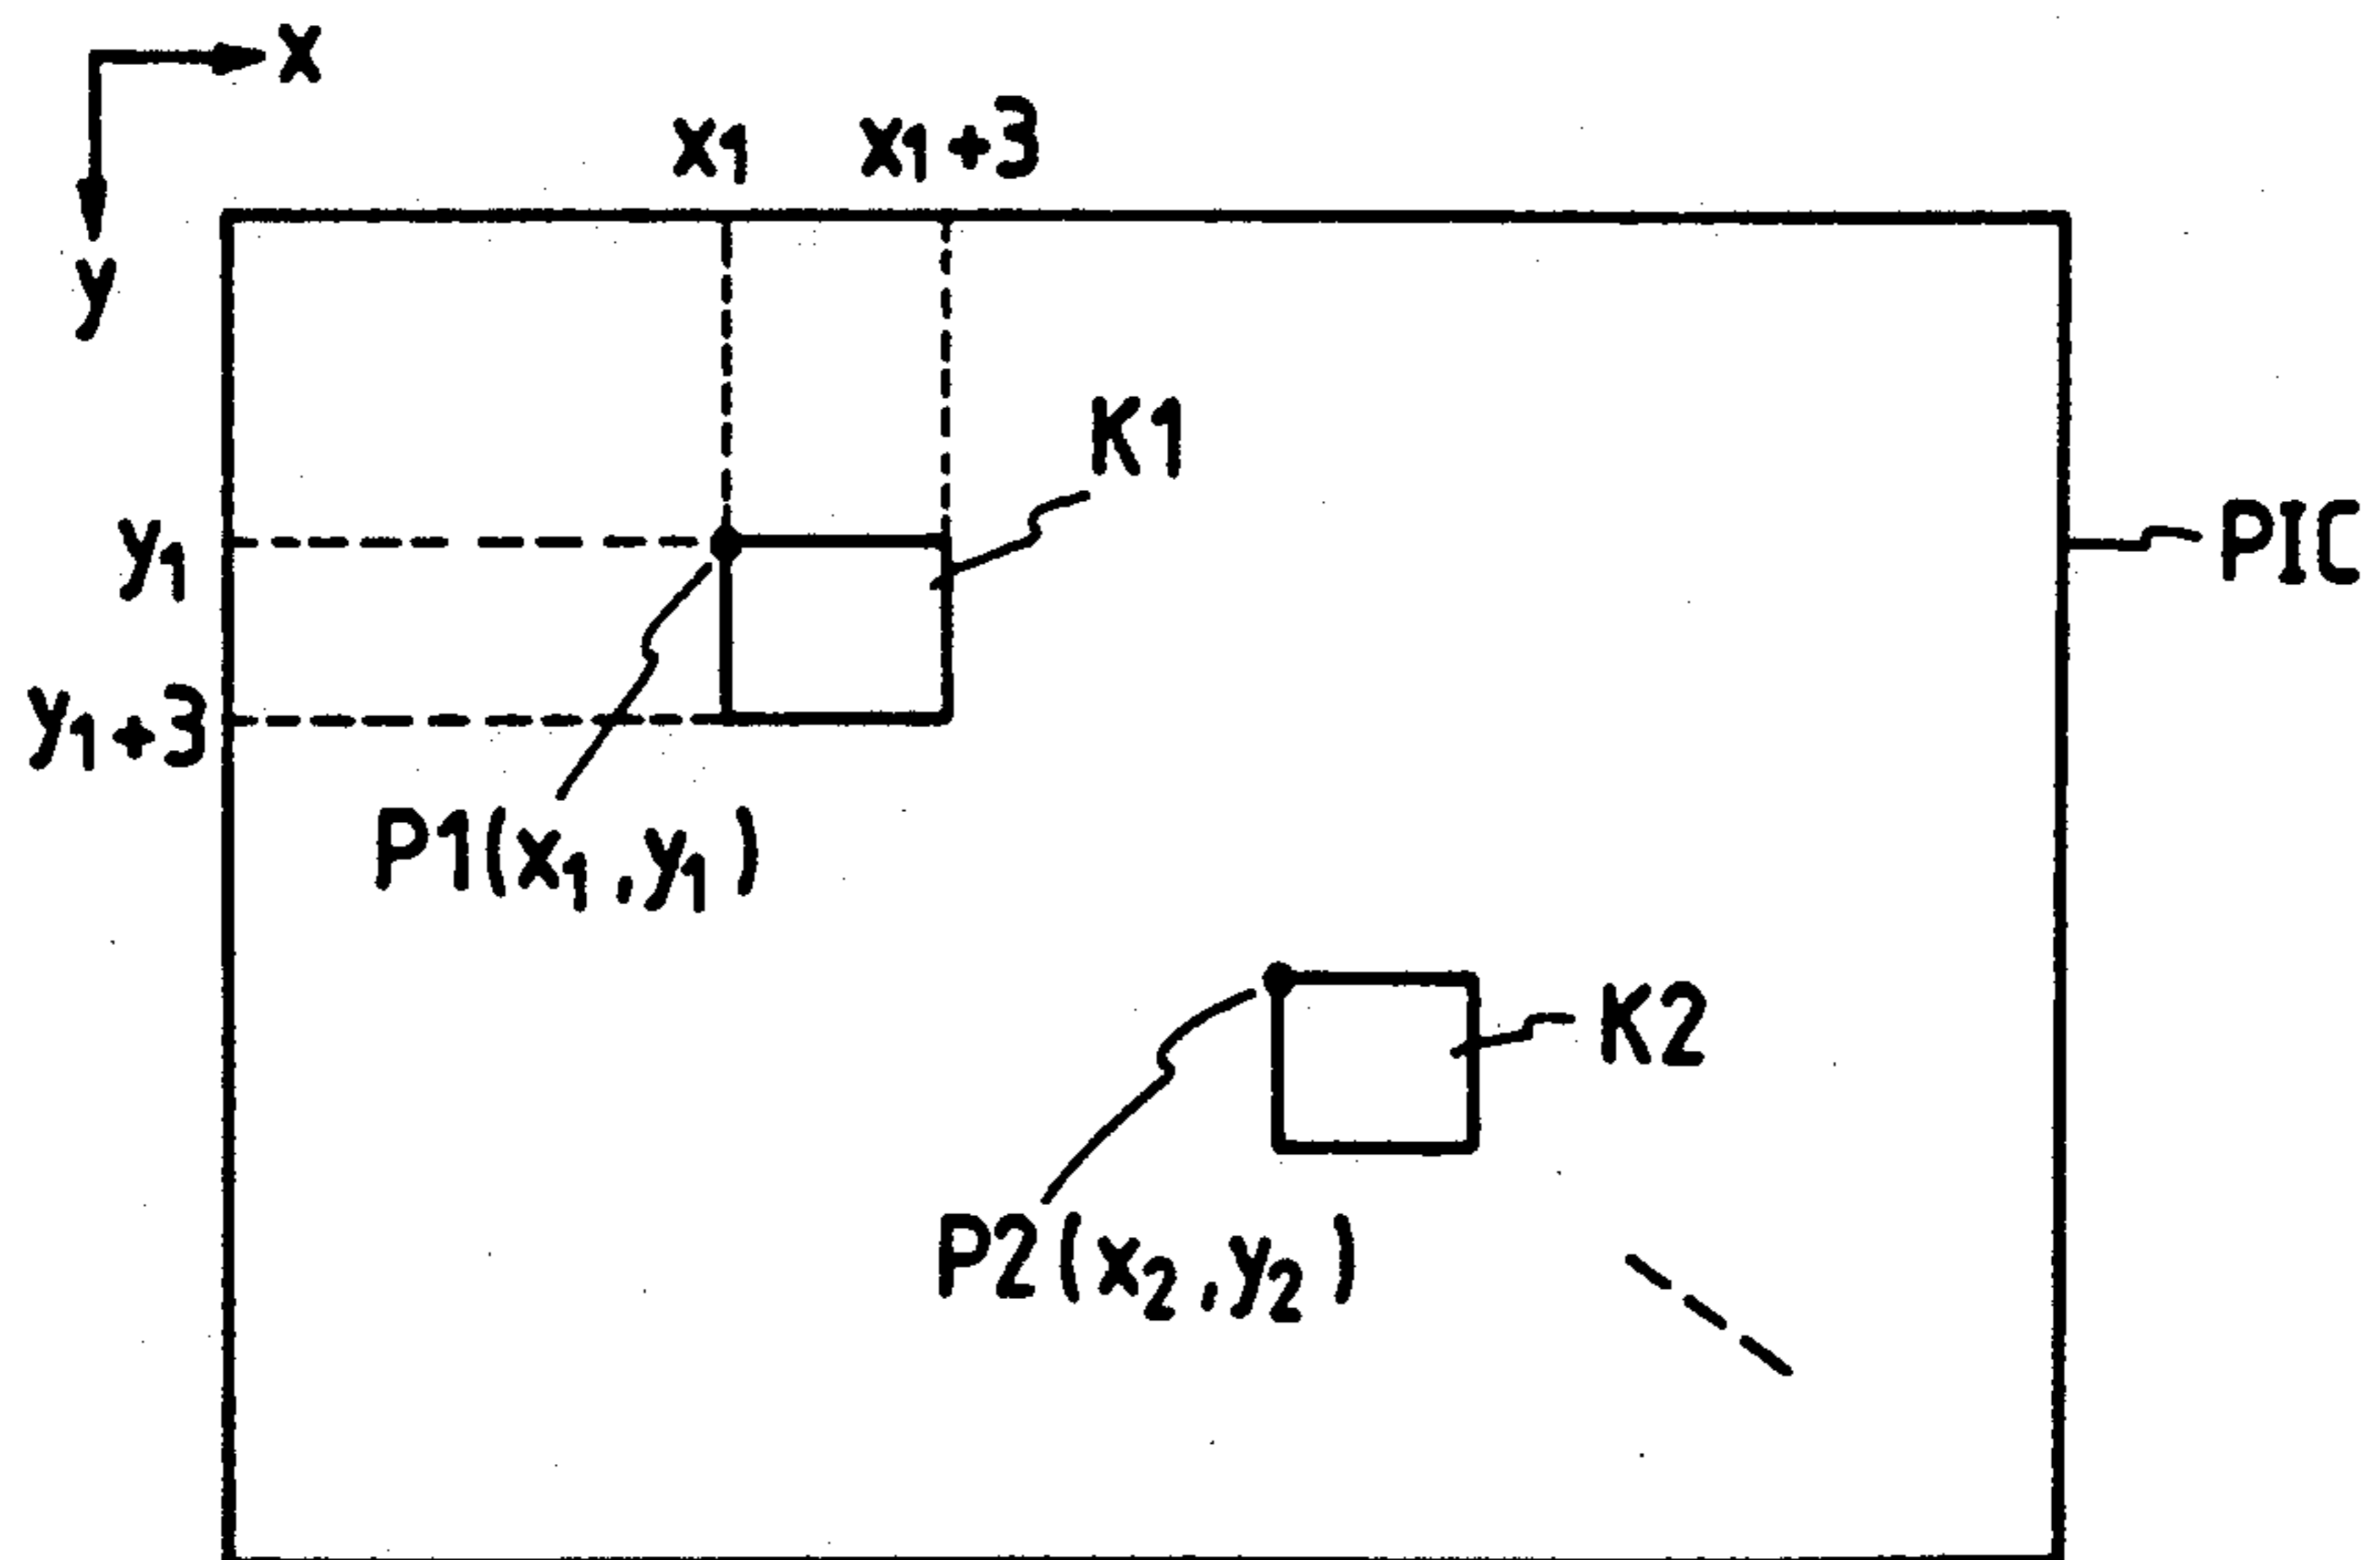 x
x1 x1+3
y
K1
y1
PIC
y1+3
P1(x1,y1)
K2
P2(x2,y2)